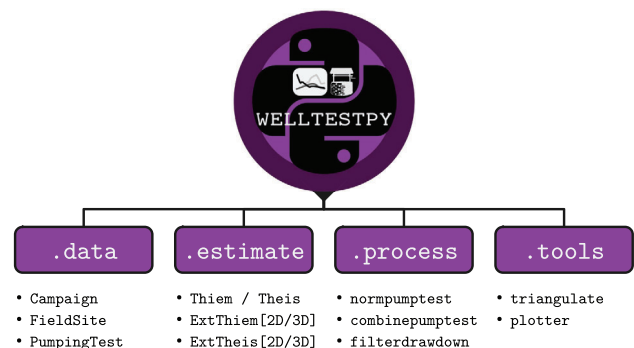 WELLTESTPY
.data
.estimate
.process
.tools
• Campaign
• FieldSite
• PumpingTest
• Thiem / Theis
• ExtThiem[2D/3D]
• ExtTheis[2D/3D]
• normpumptest
• combinepumptest
• filterdrawdown
• triangulate
• plotter